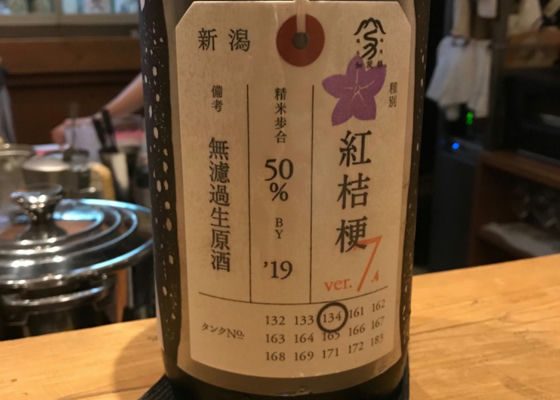 新潟
種別
紅桔梗
ver.7.4
精米歩合
50%
BY
'19
備考
無濾過生原酒
タンクNo.
132 133 134 161 162
163 164 165 166 167
168 169 171 172 185